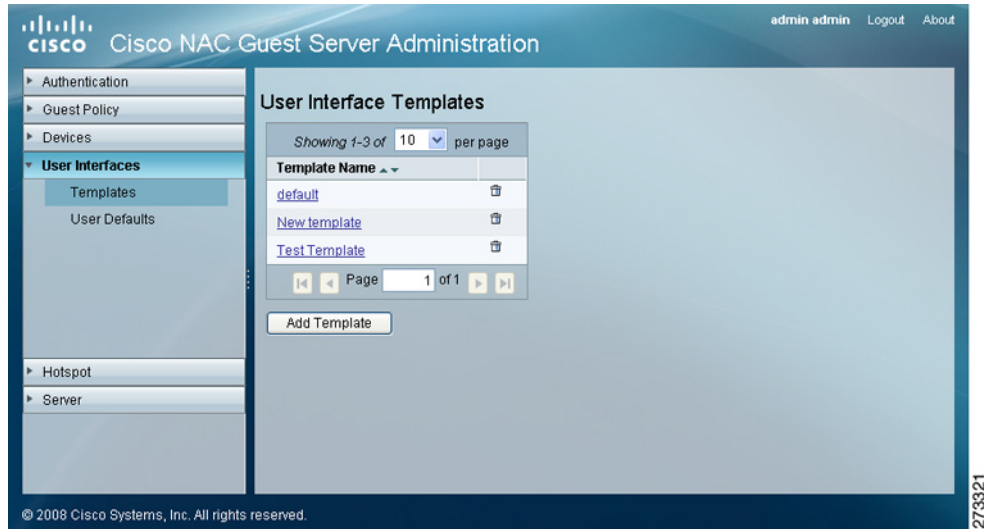 admin admin Logout About
CISCO Cisco NAC Guest Server Administration
Authentication
Guest Policy
Devices
User Interfaces
Templates
User Defaults
Hotspot
Server
User Interface Templates
Showing 1-3 of 10 per page
Template Name
default
New template
Test Template
Page 1 of 1
Add Template
© 2008 Cisco Systems, Inc. All rights reserved.
273321